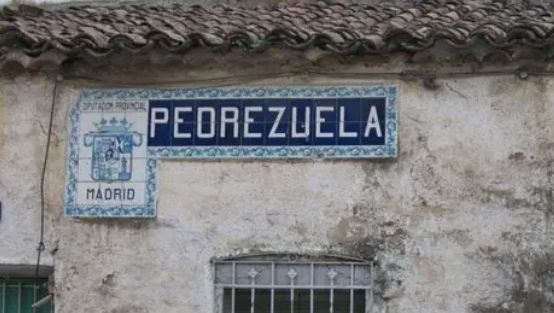 DIPUTACION PROVINCIAL
MADRID
PEDREZUELA